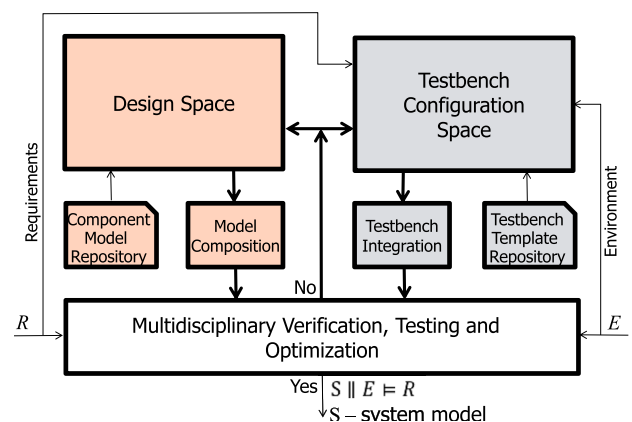 Design Space
Testbench
Configuration
Space
Requirements
Component
Model
Repository
Model
Composition
Testbench
Integration
Testbench
Template
Repository
Environment
No
R
Multidisciplinary Verification, Testing and
Optimization
E
Yes S ∥ E ⊨ R
S – system model